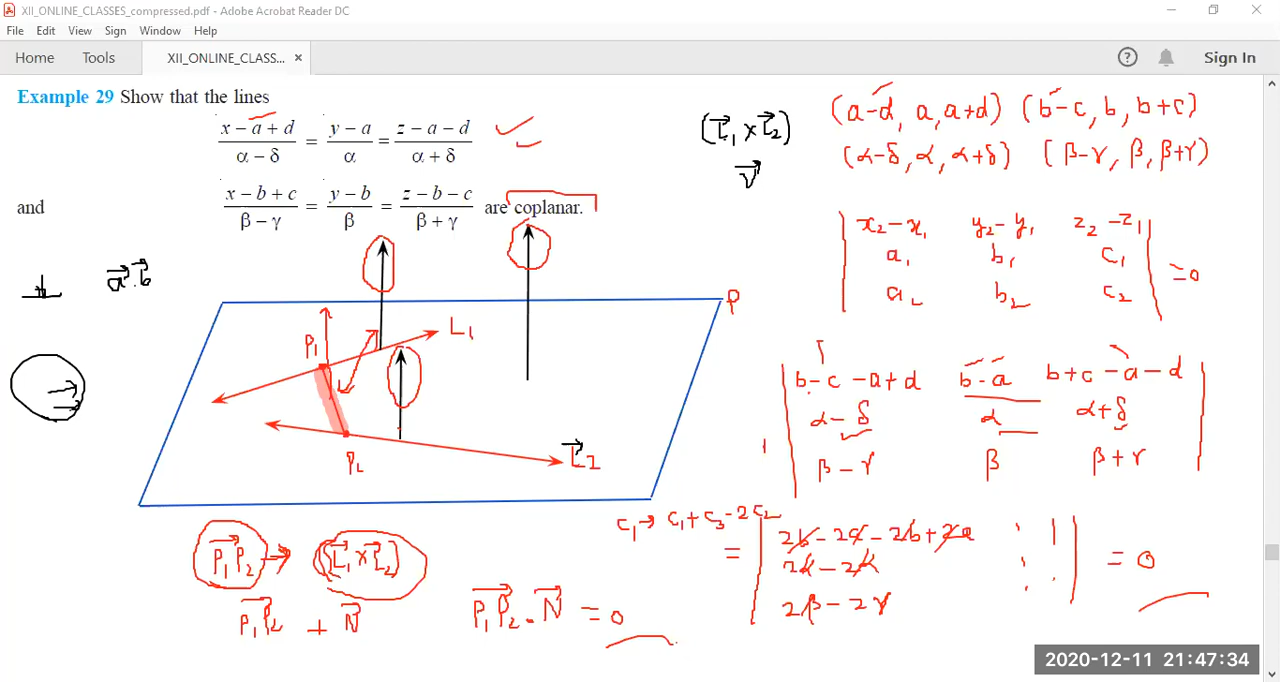 XII_ONLINE_CLASSES_compressed.pdf - Adobe Acrobat Reader DC
File Edit View Sign Window Help
Home Tools XII_ONLINE_CLASS... × Sign In
Example 29 Show that the lines
x − a + d / α − δ = y − a / α = z − a − d / α + δ
and x − b + c / β − γ = y − b / β = z − b − c / β + γ are coplanar.
(L₁ × L₂)
V
(a-d, a, a+d) (b-c, b, b+c)
(α-δ, α, α+δ) (β-γ, β, β+γ)
a . b
x₂-x₁ y₂-y₁ z₂-z₁
a₁ b₁ c₁ = 0
a₂ b₂ c₂
P
P₁ L₁
P₂ L₂
b-c-a+d b-a b+c-a-d
α-δ α α+δ
β-γ β β+γ
C₁ → C₁ + C₃ - 2C₂
= 2b - 2a - 2b + 2a
2α - 2α = 0
P₁P₂ → (L₁ × L₂)
P₁P₂ ⊥ N
P₁P₂ . N = 0
2020-12-11 21:47:34